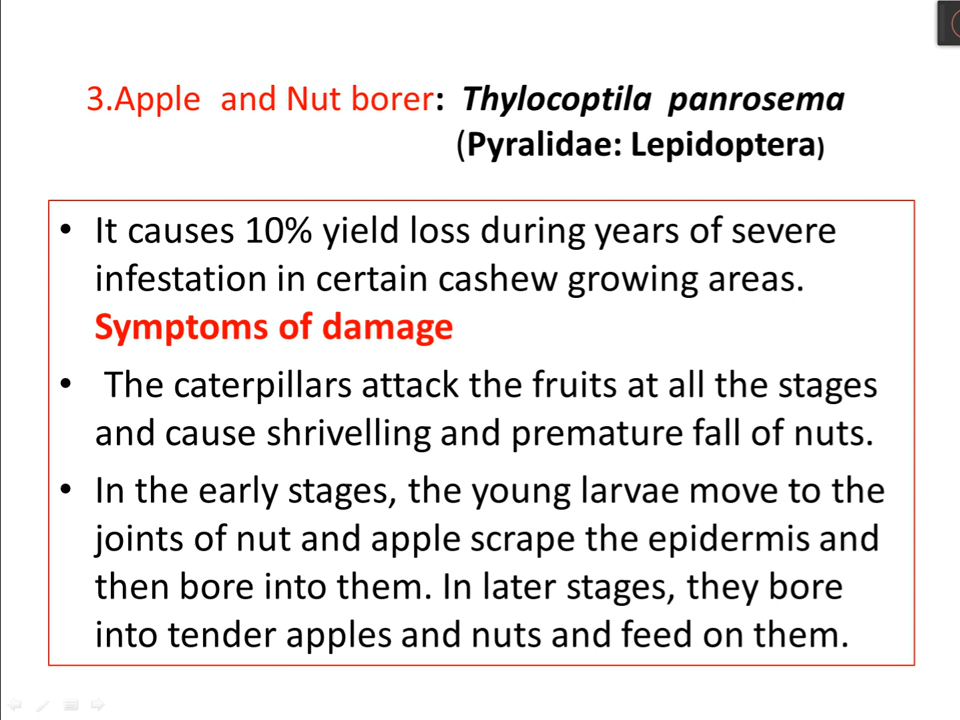 3.Apple and Nut borer: Thylocoptila panrosema
(Pyralidae: Lepidoptera)
• It causes 10% yield loss during years of severe
infestation in certain cashew growing areas.
Symptoms of damage
• The caterpillars attack the fruits at all the stages
and cause shrivelling and premature fall of nuts.
• In the early stages, the young larvae move to the
joints of nut and apple scrape the epidermis and
then bore into them. In later stages, they bore
into tender apples and nuts and feed on them.